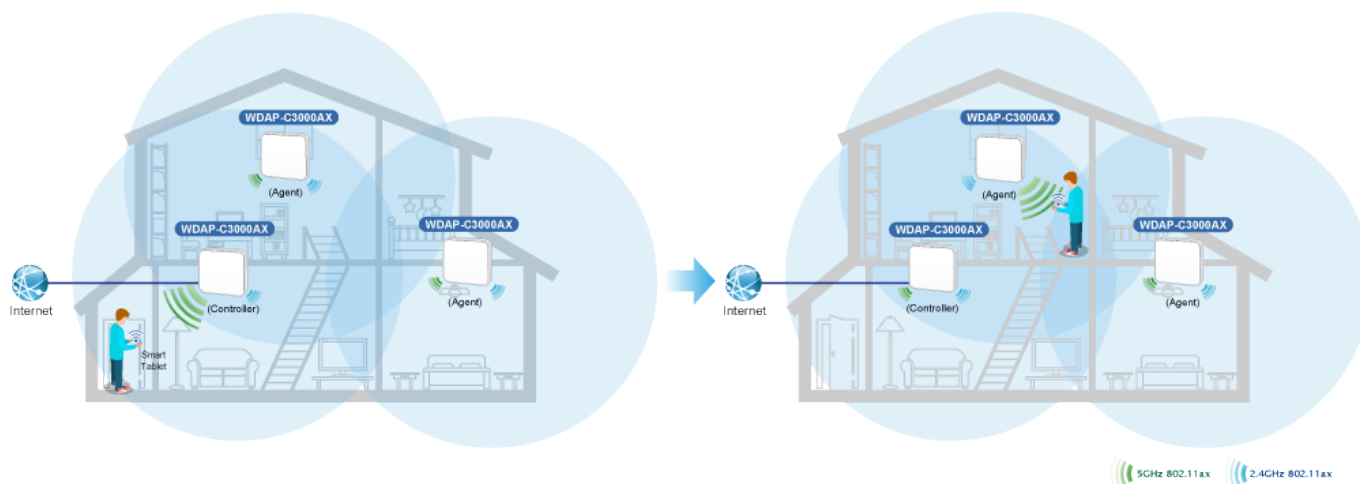 WDAP-C3000AX
(Agent)
WDAP-C3000AX
(Controller)
WDAP-C3000AX
(Agent)
Internet
Smart
Tablet
WDAP-C3000AX
(Agent)
WDAP-C3000AX
(Controller)
WDAP-C3000AX
(Agent)
Internet
5GHz 802.11ax
2.4GHz 802.11ax